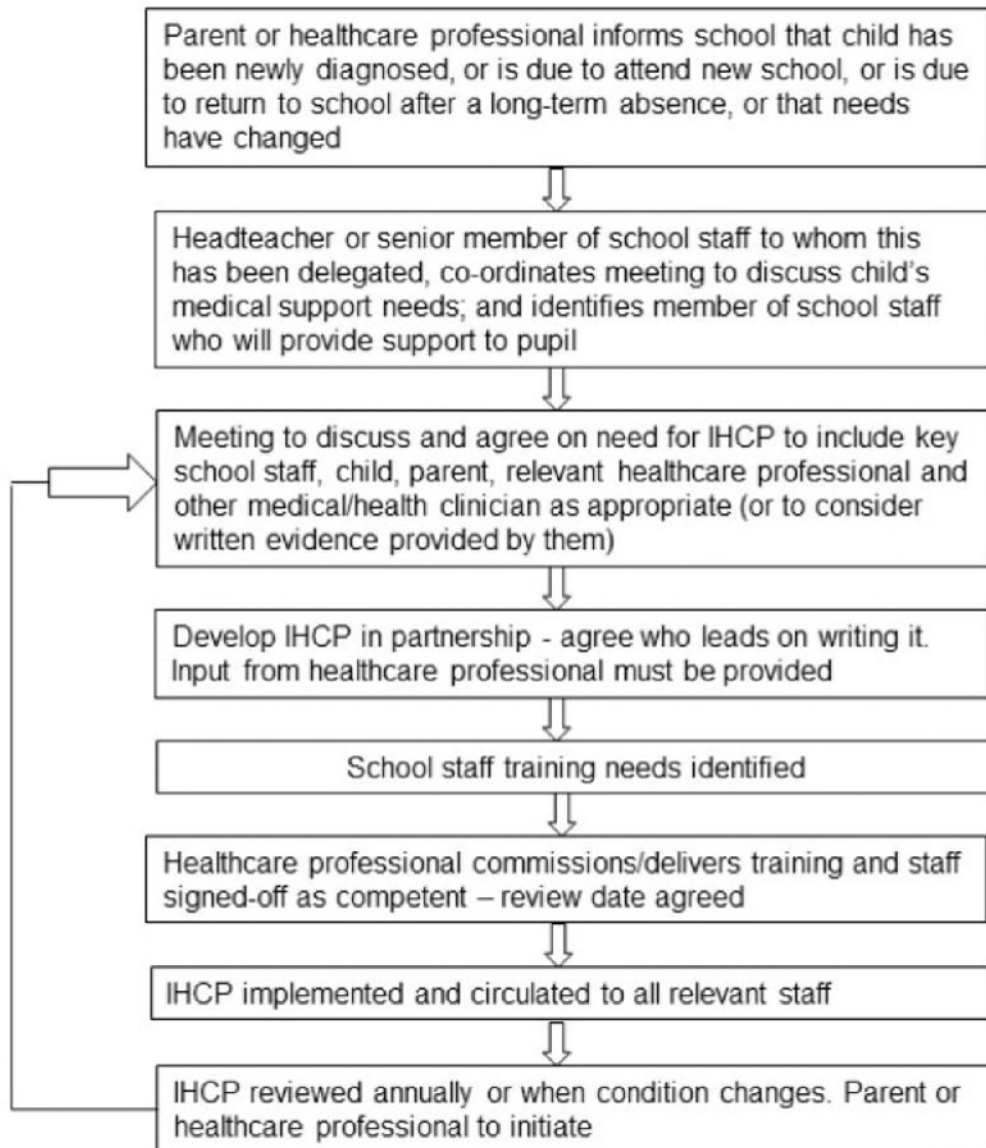 Parent or healthcare professional informs school that child has
been newly diagnosed, or is due to attend new school, or is due
to return to school after a long-term absence, or that needs
have changed
Headteacher or senior member of school staff to whom this
has been delegated, co-ordinates meeting to discuss child's
medical support needs; and identifies member of school staff
who will provide support to pupil
Meeting to discuss and agree on need for IHCP to include key
school staff, child, parent, relevant healthcare professional and
other medical/health clinician as appropriate (or to consider
written evidence provided by them)
Develop IHCP in partnership - agree who leads on writing it.
Input from healthcare professional must be provided
School staff training needs identified
Healthcare professional commissions/delivers training and staff
signed-off as competent – review date agreed
IHCP implemented and circulated to all relevant staff
IHCP reviewed annually or when condition changes. Parent or
healthcare professional to initiate